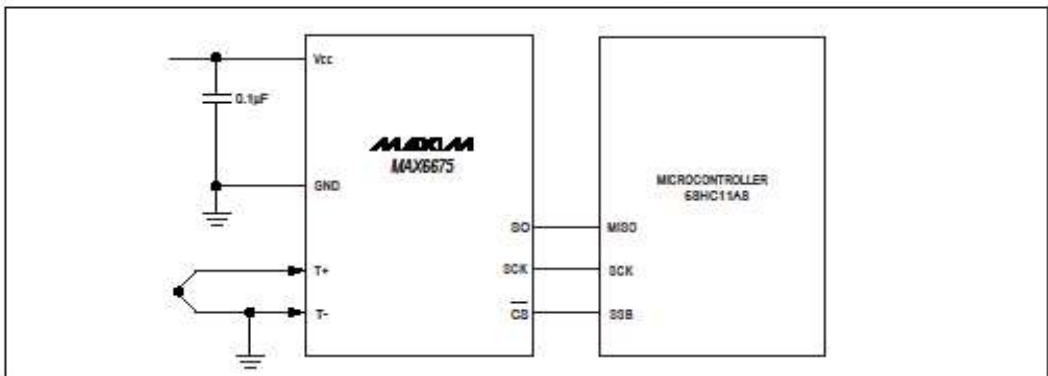 Vcc
0.1µF
MAXIM
MAX6675
GND
MICROCONTROLLER
68HC11A8
SO
MISO
SCK
SCK
T+
T-
CS
SSB